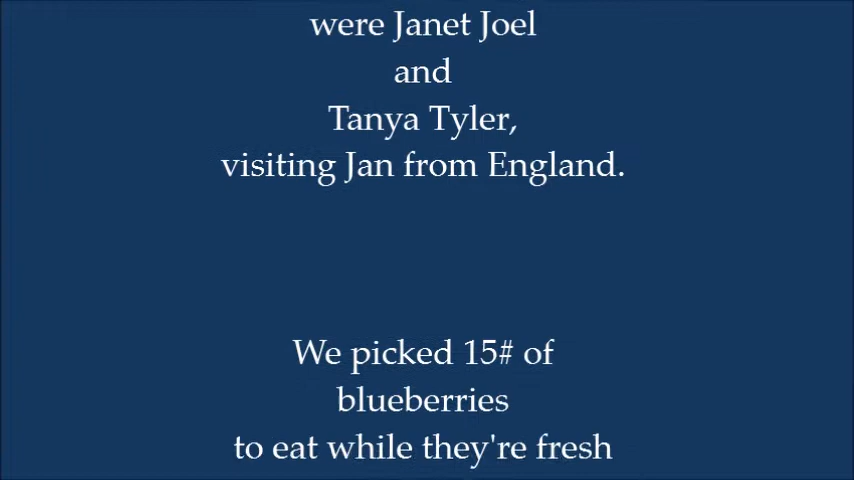 were Janet Joel
and
Tanya Tyler,
visiting Jan from England.
We picked 15# of
blueberries
to eat while they're fresh